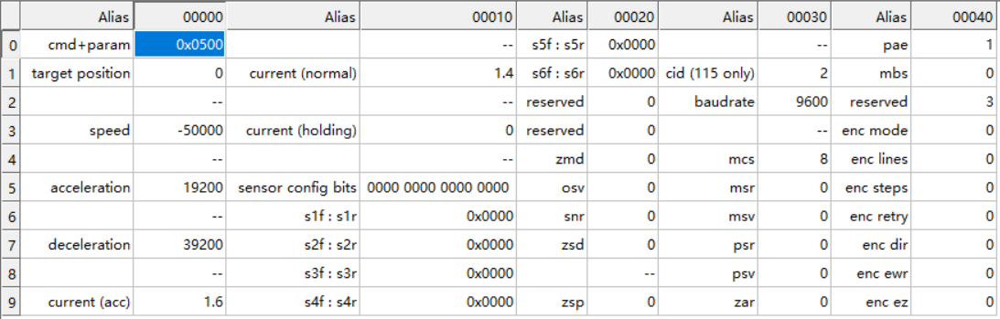 Alias 00000 Alias 00010 Alias 00020 Alias 00030 Alias 00040
0 cmd+param 0x0500 -- s5f : s5r 0x0000 -- pae 1
1 target position 0 current (normal) 1.4 s6f : s6r 0x0000 cid (115 only) 2 mbs 0
2 -- -- reserved 0 baudrate 9600 reserved 3
3 speed -50000 current (holding) 0 reserved 0 -- enc mode 0
4 -- -- zmd 0 mcs 8 enc lines 0
5 acceleration 19200 sensor config bits 0000 0000 0000 0000 osv 0 msr 0 enc steps 0
6 -- s1f : s1r 0x0000 snr 0 msv 0 enc retry 0
7 deceleration 39200 s2f : s2r 0x0000 zsd 0 psr 0 enc dir 0
8 -- s3f : s3r 0x0000 -- psv 0 enc ewr 0
9 current (acc) 1.6 s4f : s4r 0x0000 zsp 0 zar 0 enc ez 0